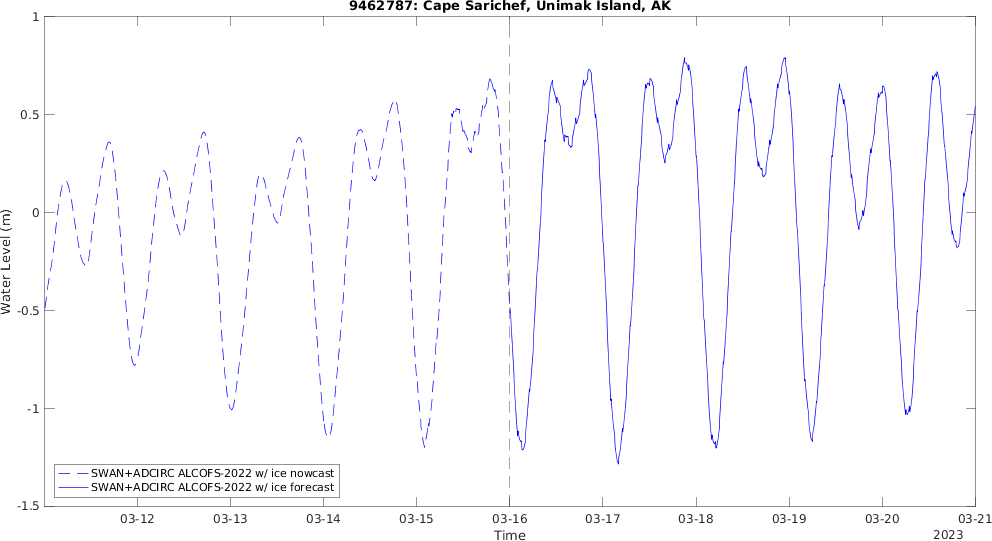 9462787: Cape Sarichef, Unimak Island, AK
1
0.5
0
-0.5
-1
-1.5
Water Level (m)
SWAN+ADCIRC ALCOFS-2022 w/ ice nowcast
SWAN+ADCIRC ALCOFS-2022 w/ ice forecast
03-12 03-13 03-14 03-15 03-16 03-17 03-18 03-19 03-20 03-21
Time
2023